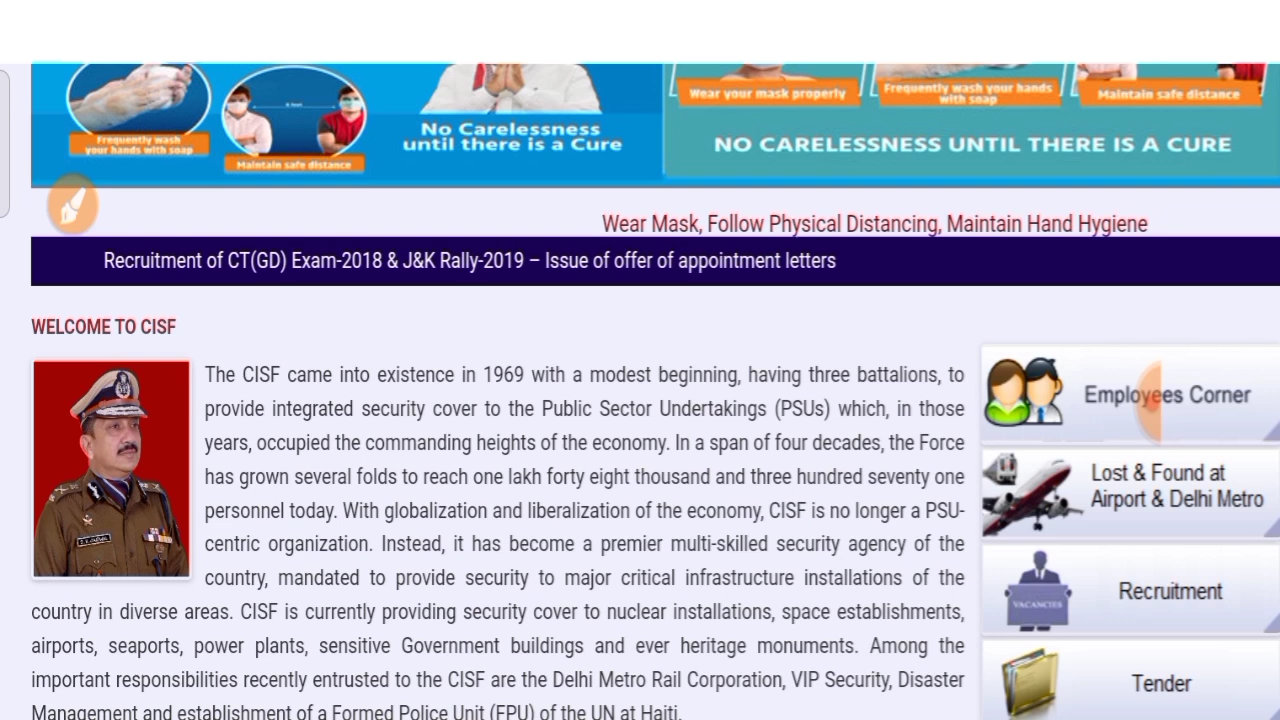 Frequently wash
your hands with soap
Maintain safe distance
No Carelessness
until there is a Cure
Wear your mask properly
Frequently wash your hands
with soap
Maintain safe distance
NO CARELESSNESS UNTIL THERE IS A CURE
Wear Mask, Follow Physical Distancing, Maintain Hand Hygiene
Recruitment of CT(GD) Exam-2018 & J&K Rally-2019 – Issue of offer of appointment letters
WELCOME TO CISF
The CISF came into existence in 1969 with a modest beginning, having three battalions, to
provide integrated security cover to the Public Sector Undertakings (PSUs) which, in those
years, occupied the commanding heights of the economy. In a span of four decades, the Force
has grown several folds to reach one lakh forty eight thousand and three hundred seventy one
personnel today. With globalization and liberalization of the economy, CISF is no longer a PSU-
centric organization. Instead, it has become a premier multi-skilled security agency of the
country, mandated to provide security to major critical infrastructure installations of the
country in diverse areas. CISF is currently providing security cover to nuclear installations, space establishments,
airports, seaports, power plants, sensitive Government buildings and ever heritage monuments. Among the
important responsibilities recently entrusted to the CISF are the Delhi Metro Rail Corporation, VIP Security, Disaster
Management and establishment of a Formed Police Unit (FPU) of the UN at Haiti.
Employees Corner
Lost & Found at
Airport & Delhi Metro
VACANCIES
Recruitment
Tender